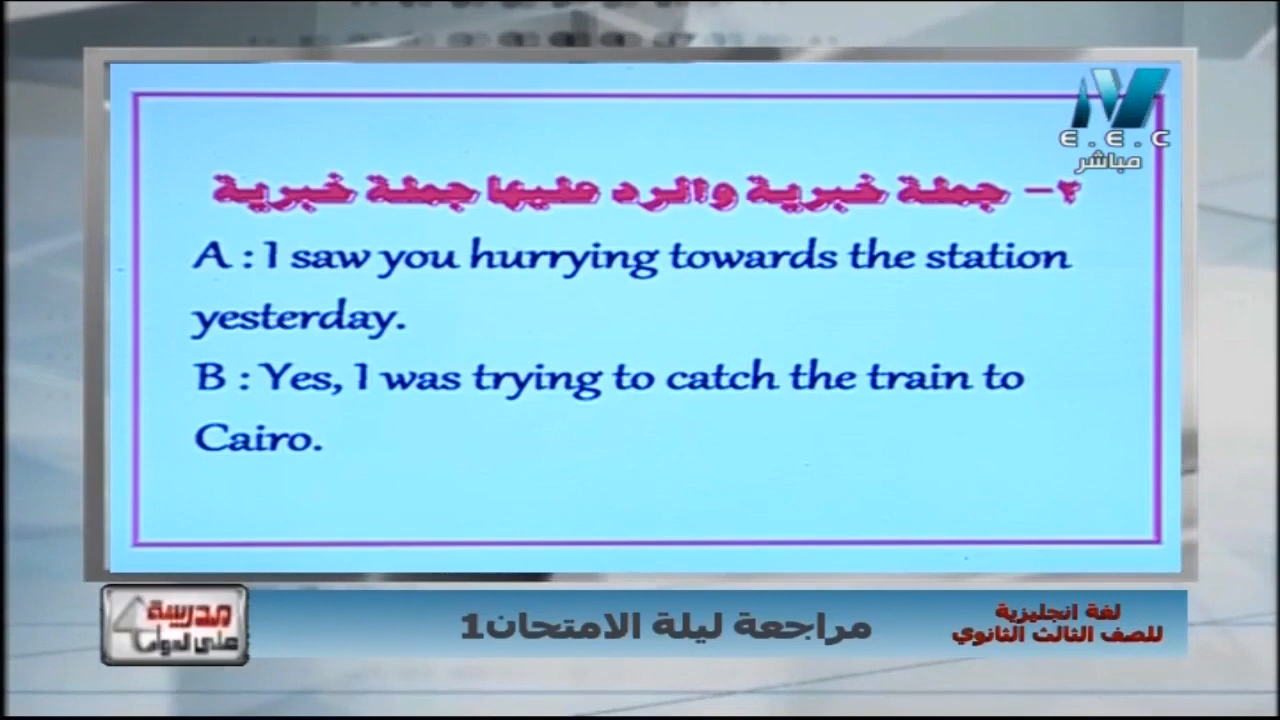 E . E . C
مباشر
٢- جملة خبرية والرد عليها جملة خبرية
A : I saw you hurrying towards the station
yesterday.
B : Yes, I was trying to catch the train to
Cairo.
مدرسة
على الهواء
مراجعة ليلة الامتحان1
لغة انجليزية
للصف الثالث الثانوي